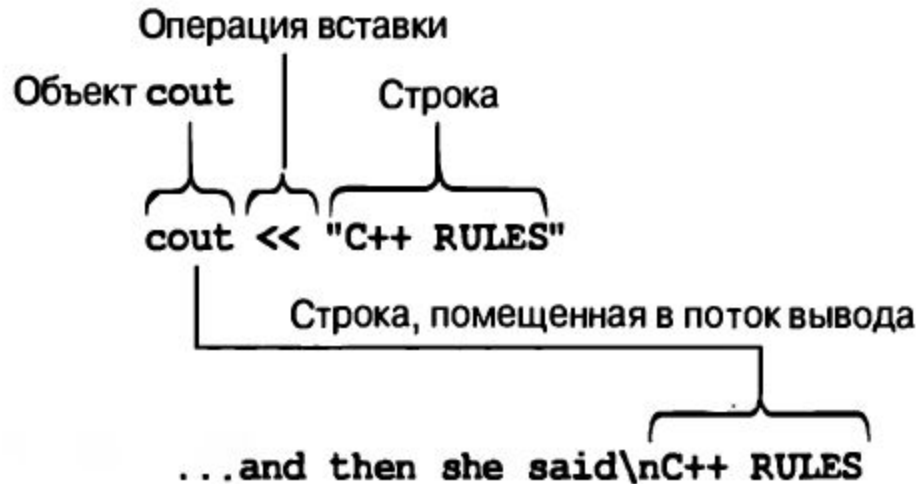 Операция вставки
Объект cout
Строка
cout << "C++ RULES"
Строка, помещенная в поток вывода
...and then she said\nC++ RULES